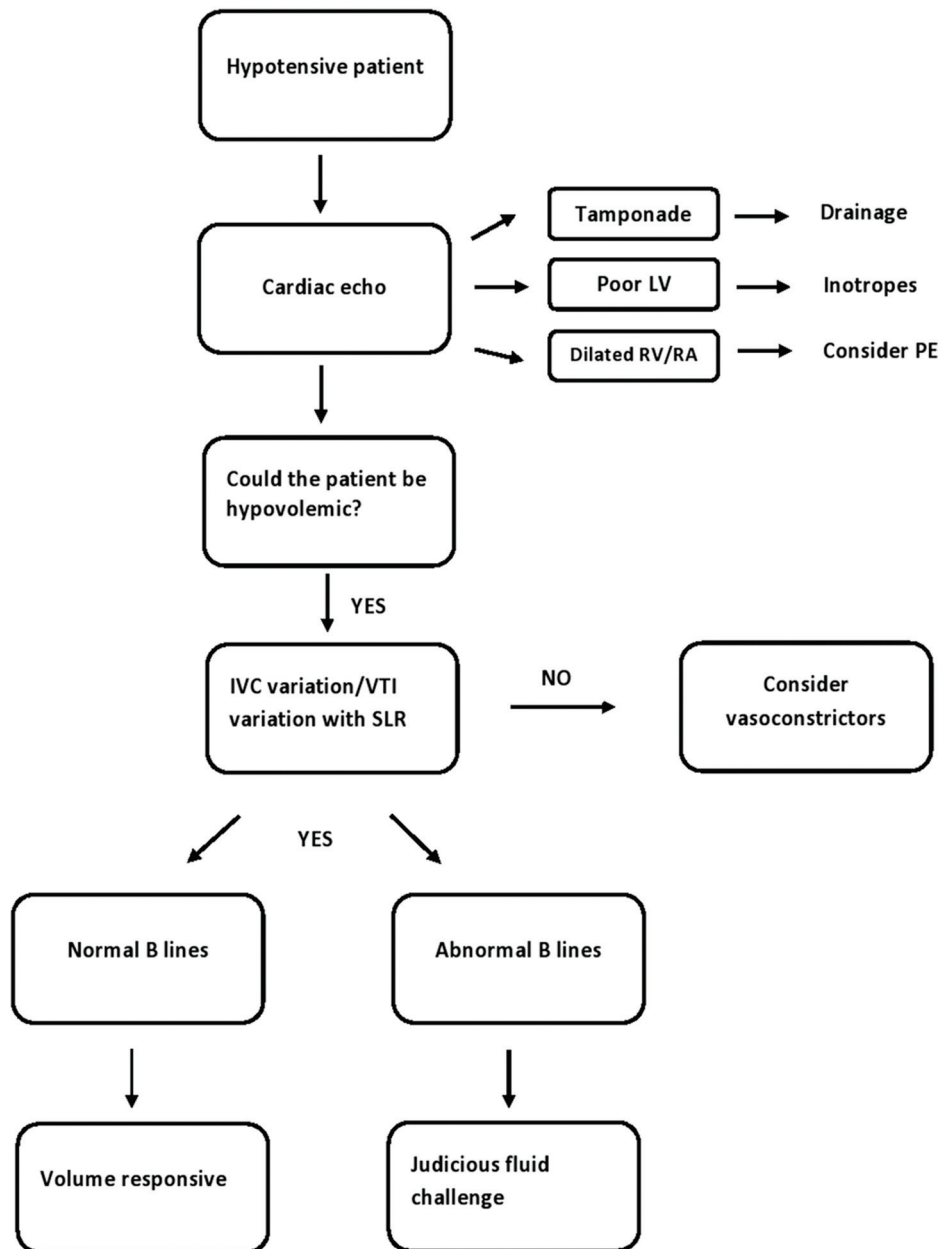 Hypotensive patient
Tamponade
Drainage
Cardiac echo
Poor LV
Inotropes
Dilated RV/RA
Consider PE
Could the patient be
hypovolemic?
YES
IVC variation/VTI
variation with SLR
NO
Consider
vasoconstrictors
YES
Normal B lines
Abnormal B lines
Volume responsive
Judicious fluid
challenge